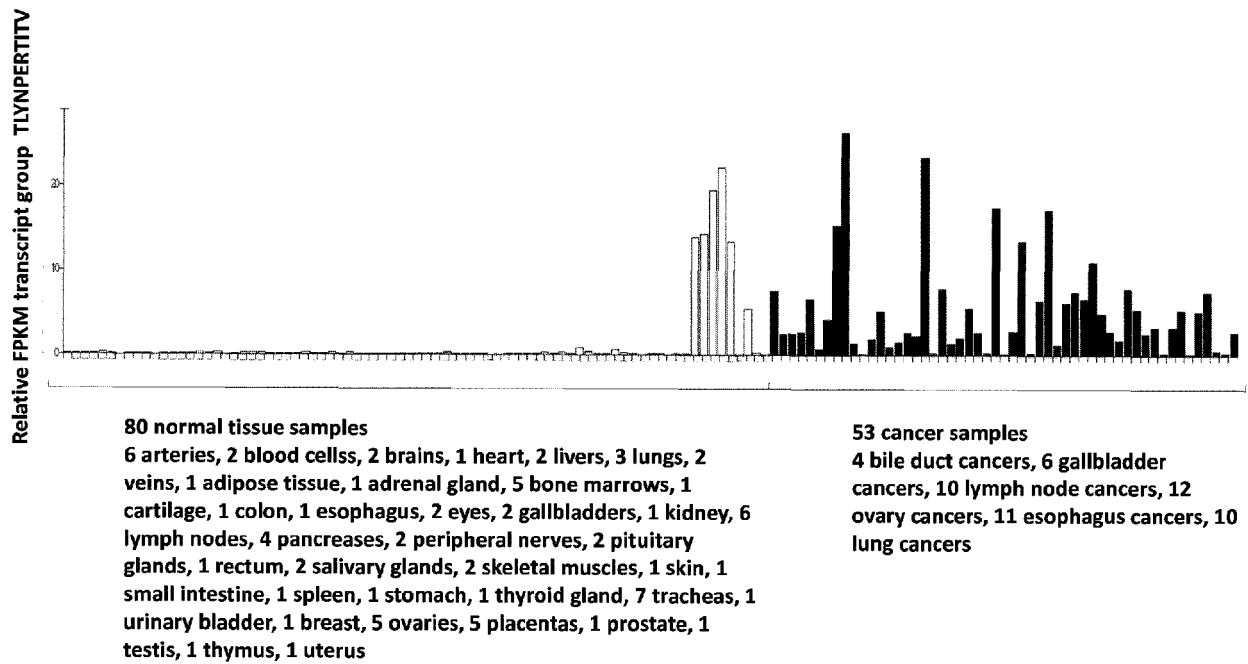 Relative FPKM transcript group TLYNPERTITV
20
10
0
80 normal tissue samples
6 arteries, 2 blood cellss, 2 brains, 1 heart, 2 livers, 3 lungs, 2
veins, 1 adipose tissue, 1 adrenal gland, 5 bone marrows, 1
cartilage, 1 colon, 1 esophagus, 2 eyes, 2 gallbladders, 1 kidney, 6
lymph nodes, 4 pancreases, 2 peripheral nerves, 2 pituitary
glands, 1 rectum, 2 salivary glands, 2 skeletal muscles, 1 skin, 1
small intestine, 1 spleen, 1 stomach, 1 thyroid gland, 7 tracheas, 1
urinary bladder, 1 breast, 5 ovaries, 5 placentas, 1 prostate, 1
testis, 1 thymus, 1 uterus
53 cancer samples
4 bile duct cancers, 6 gallbladder
cancers, 10 lymph node cancers, 12
ovary cancers, 11 esophagus cancers, 10
lung cancers